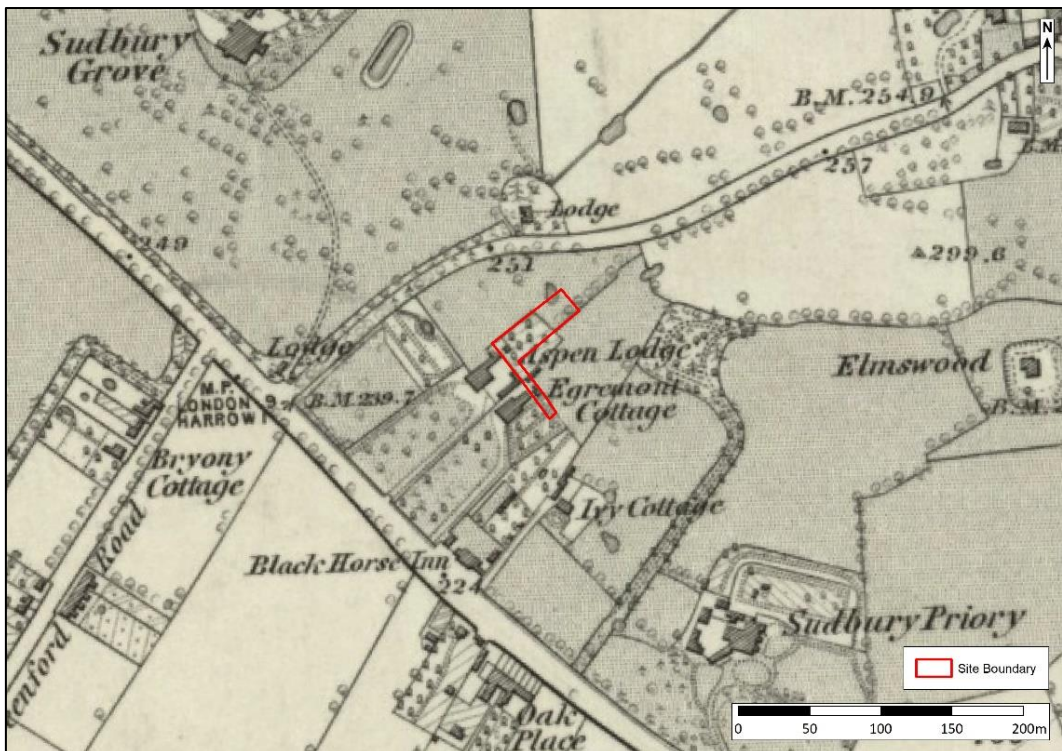 Sudbury
Grove
N
B.M. 254.9
257
B.M.
Lodge
249
251
299.6
Lodge
Aspen Lodge
Egremont
Cottage
Elmswood
B.M. 239.7
M.P.
LONDON 9
HARROW 1
B.M.
Bryony
Cottage
Ivy Cottage
Road
Black Horse Inn
224
Sudbury Priory
Oak
Place
Site Boundary
0 50 100 150 200m